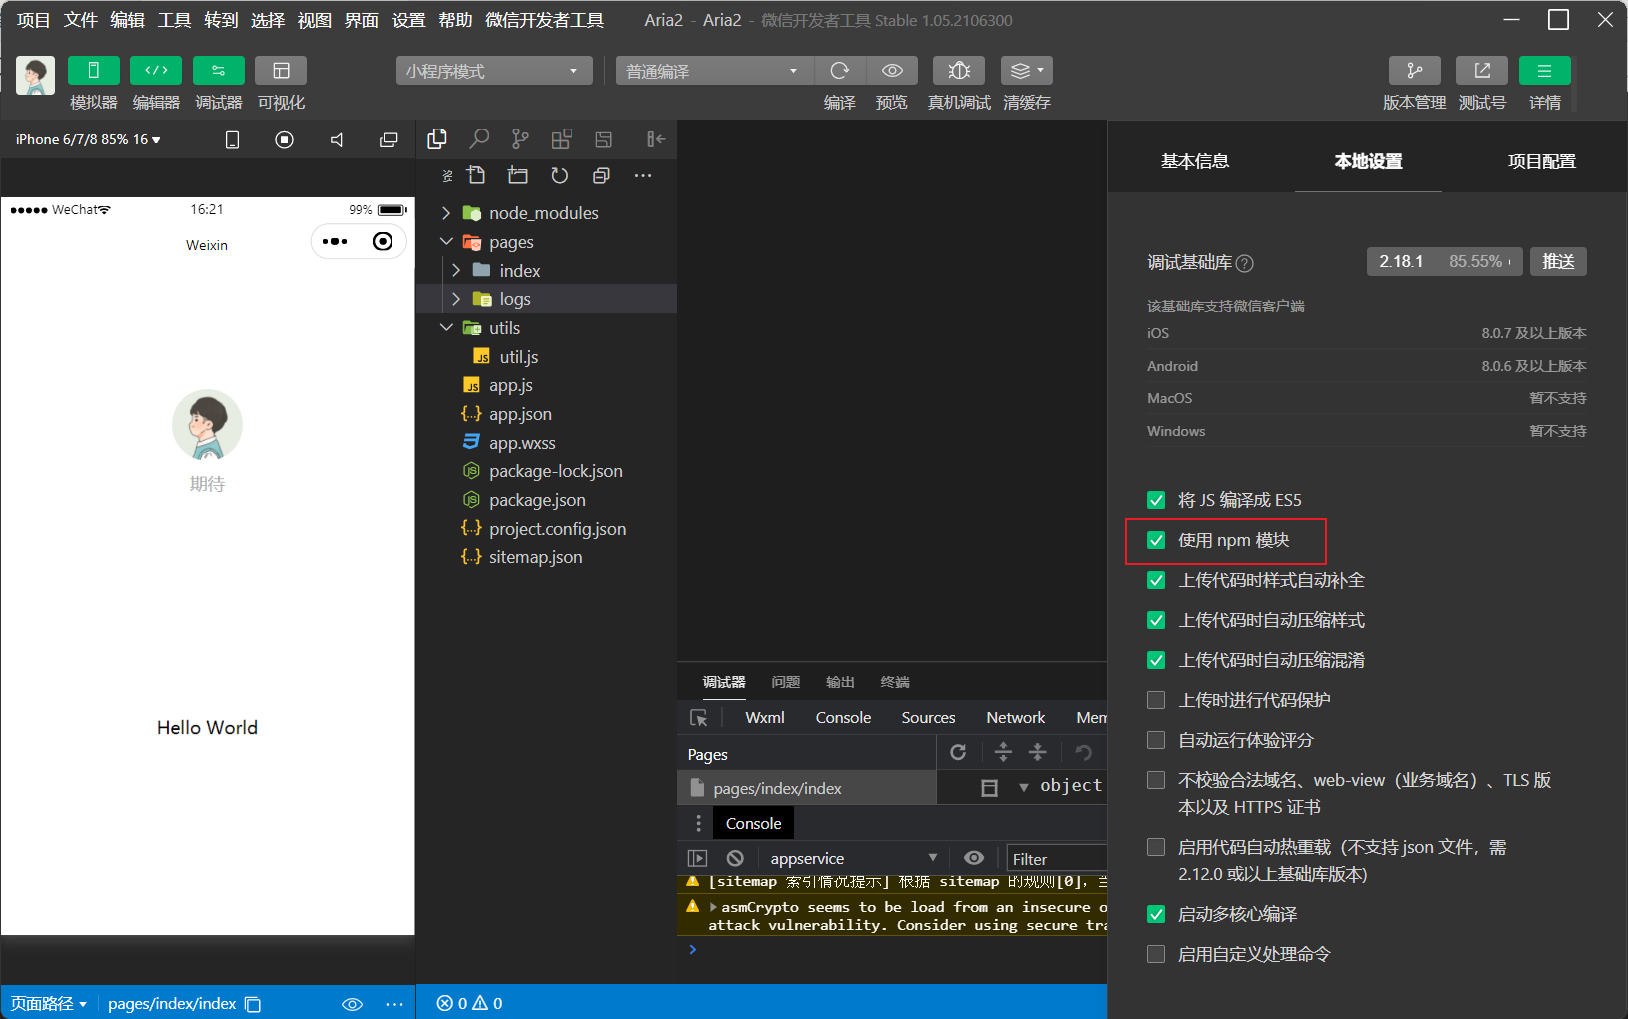 项目 文件 编辑 工具 转到 选择 视图 界面 设置 帮助 微信开发者工具 Aria2 - Aria2 - 微信开发者工具 Stable 1.05.2106300
小程序模式 普通编译
模拟器 编辑器 调试器 可视化 编译 预览 真机调试 清缓存 版本管理 测试号 详情
iPhone 6/7/8 85% 16
WeChat 16:21 99%
Weixin
期待
Hello World
页面路径 pages/index/index
node_modules
pages
index
logs
utils
util.js
app.js
app.json
app.wxss
package-lock.json
package.json
project.config.json
sitemap.json
调试器 问题 输出 终端
Wxml Console Sources Network Mem
Pages
pages/index/index
object
Console
appservice Filter
[sitemap 索引情况提示] 根据 sitemap 的规则[0],
asmCrypto seems to be load from an insecure o
attack vulnerability. Consider using secure tra
0 0
基本信息 本地设置 项目配置
调试基础库 2.18.1 85.55% 推送
该基础库支持微信客户端
iOS 8.0.7 及以上版本
Android 8.0.6 及以上版本
MacOS 暂不支持
Windows 暂不支持
将 JS 编译成 ES5
使用 npm 模块
上传代码时样式自动补全
上传代码时自动压缩样式
上传代码时自动压缩混淆
上传时进行代码保护
自动运行体验评分
不校验合法域名、web-view（业务域名）、TLS 版
本以及 HTTPS 证书
启用代码自动热重载（不支持 json 文件，需
2.12.0 或以上基础库版本)
启动多核心编译
启用自定义处理命令